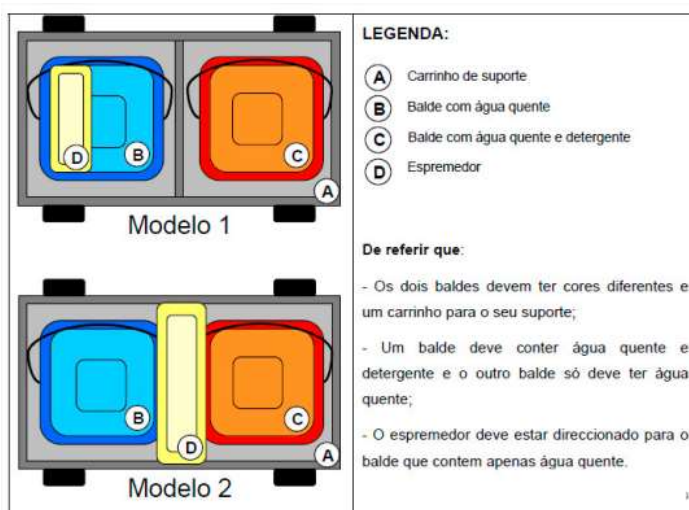 D
B
C
A
Modelo 1
B
D
C
A
Modelo 2
LEGENDA:
A Carrinho de suporte
B Balde com água quente
C Balde com água quente e detergente
D Espremedor
De referir que:
- Os dois baldes devem ter cores diferentes e
um carrinho para o seu suporte;
- Um balde deve conter água quente e
detergente e o outro balde só deve ter água
quente;
- O espremedor deve estar direccionado para o
balde que contem apenas água quente.